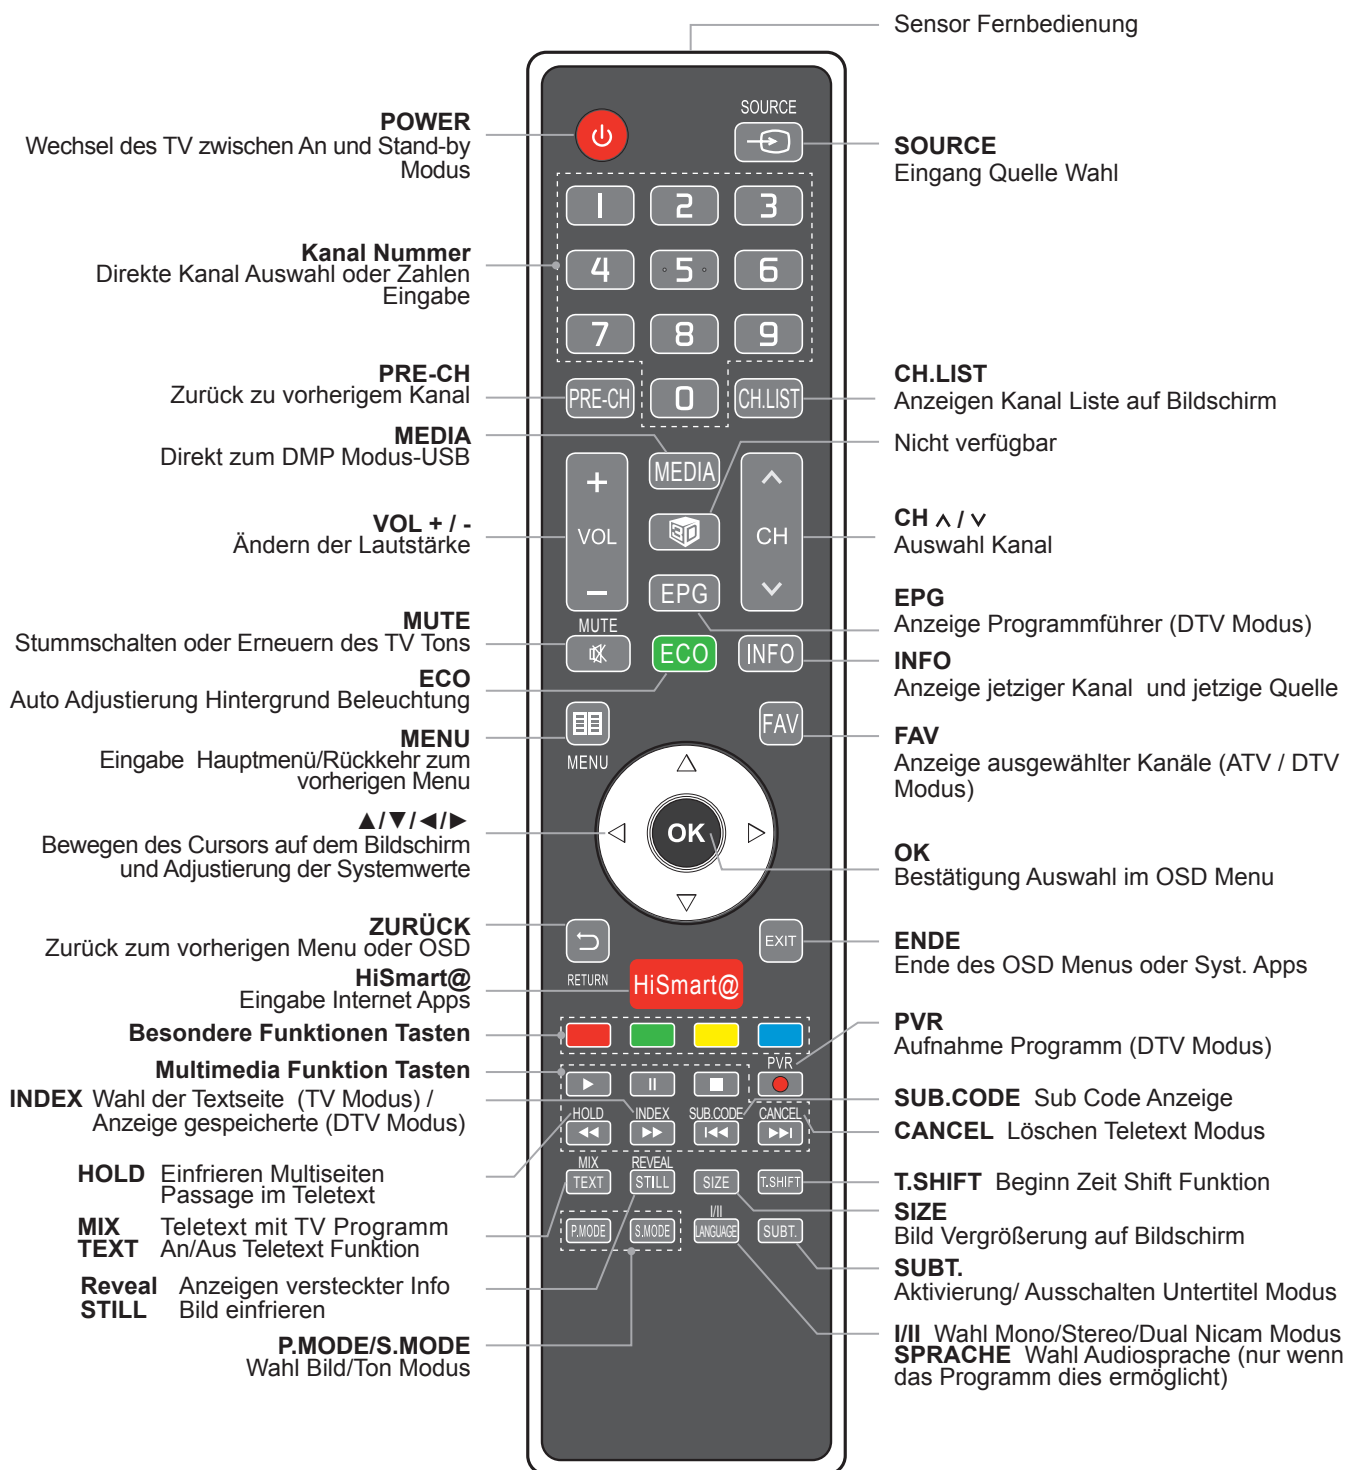 Sensor Fernbedienung
POWER
Wechsel des TV zwischen An und Stand-by
Modus
Kanal Nummer
Direkte Kanal Auswahl oder Zahlen
Eingabe
PRE-CH
Zurück zu vorherigem Kanal
MEDIA
Direkt zum DMP Modus-USB
VOL + / -
Ändern der Lautstärke
MUTE
Stummschalten oder Erneuern des TV Tons
ECO
Auto Adjustierung Hintergrund Beleuchtung
MENU
Eingabe  Hauptmenü/Rückkehr zum
vorherigen Menu
▲/▼/◄/►
Bewegen des Cursors auf dem Bildschirm
und Adjustierung der Systemwerte
ZURÜCK
Zurück zum vorherigen Menu oder OSD
HiSmart@
Eingabe Internet Apps
Besondere Funktionen Tasten
Multimedia Funktion Tasten
INDEX Wahl der Textseite  (TV Modus) /
Anzeige gespeicherte (DTV Modus)
HOLD Einfrieren Multiseiten
Passage im Teletext
MIX Teletext mit TV Programm
TEXT An/Aus Teletext Funktion
Reveal Anzeigen versteckter Info
STILL Bild einfrieren
P.MODE/S.MODE
Wahl Bild/Ton Modus
SOURCE
1 2 3
4 5 6
7 8 9
PRE-CH 0 CH.LIST
MEDIA
+
VOL
−
3D
CH
EPG
MUTE
ECO INFO
FAV
MENU
OK
EXIT
RETURN
HiSmart@
PVR
HOLD INDEX SUB.CODE CANCEL
MIX REVEAL
TEXT STILL SIZE T.SHIFT
I/II
P.MODE S.MODE LANGUAGE SUBT.
SOURCE
Eingang Quelle Wahl
CH.LIST
Anzeigen Kanal Liste auf Bildschirm
Nicht verfügbar
CH ∧ / ∨
Auswahl Kanal
EPG
Anzeige Programmführer (DTV Modus)
INFO
Anzeige jetziger Kanal  und jetzige Quelle
FAV
Anzeige ausgewählter Kanäle (ATV / DTV
Modus)
OK
Bestätigung Auswahl im OSD Menu
ENDE
Ende des OSD Menus oder Syst. Apps
PVR
Aufnahme Programm (DTV Modus)
SUB.CODE Sub Code Anzeige
CANCEL Löschen Teletext Modus
T.SHIFT Beginn Zeit Shift Funktion
SIZE
Bild Vergrößerung auf Bildschirm
SUBT.
Aktivierung/ Ausschalten Untertitel Modus
I/II Wahl Mono/Stereo/Dual Nicam Modus
SPRACHE Wahl Audiosprache (nur wenn
das Programm dies ermöglicht)